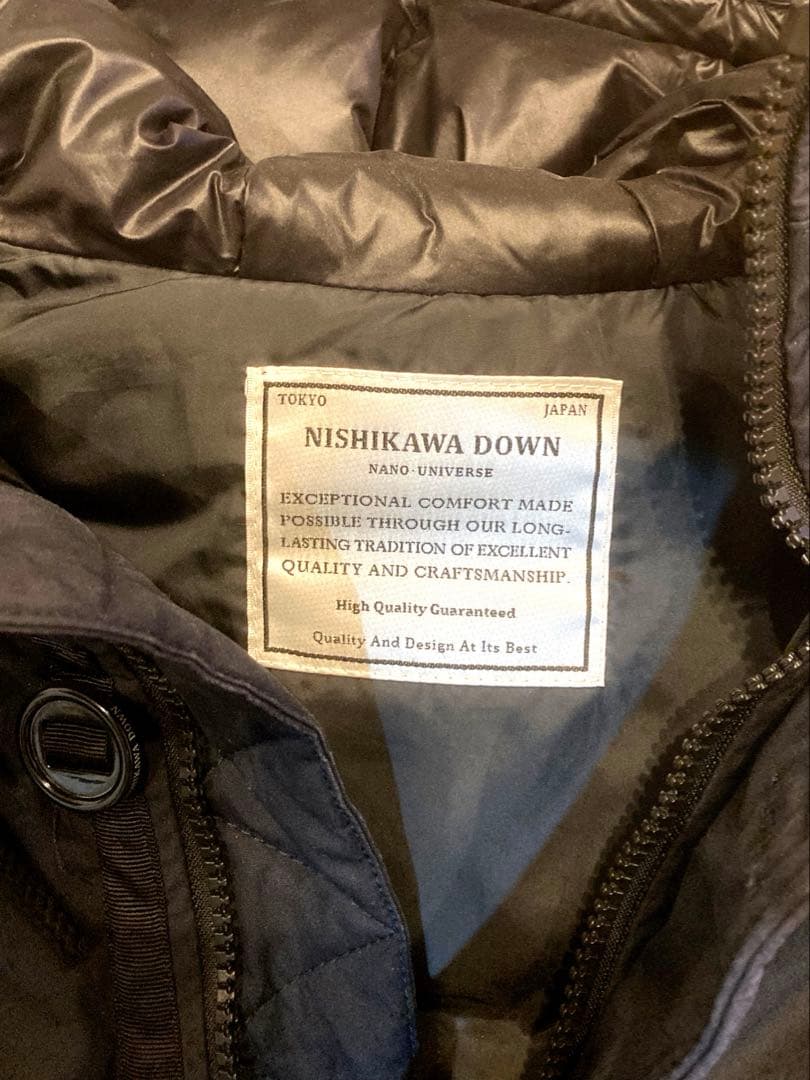 TOKYO
JAPAN
NISHIKAWA DOWN
NANO·UNIVERSE
EXCEPTIONAL COMFORT MADE
POSSIBLE THROUGH OUR LONG-
LASTING TRADITION OF EXCELLENT
QUALITY AND CRAFTSMANSHIP.
High Quality Guaranteed
Quality And Design At Its Best
DOWN